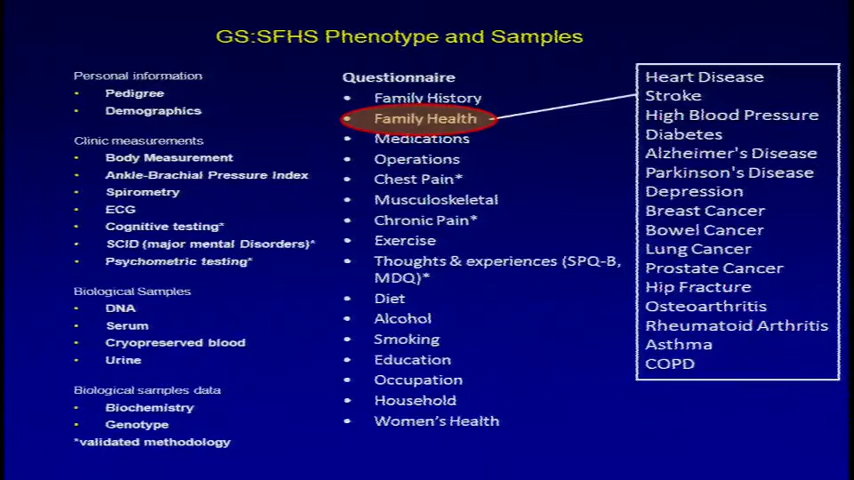 GS:SFHS Phenotype and Samples
Personal information
• Pedigree
• Demographics
Clinic measurements
• Body Measurement
• Ankle-Brachial Pressure Index
• Spirometry
• ECG
• Cognitive testing*
• SCID (major mental Disorders)*
• Psychometric testing*
Biological Samples
• DNA
• Serum
• Cryopreserved blood
• Urine
Biological samples data
• Biochemistry
• Genotype
*validated methodology
Questionnaire
• Family History
• Family Health
• Medications
• Operations
• Chest Pain*
• Musculoskeletal
• Chronic Pain*
• Exercise
• Thoughts & experiences (SPQ-B,
MDQ)*
• Diet
• Alcohol
• Smoking
• Education
• Occupation
• Household
• Women's Health
Heart Disease
Stroke
High Blood Pressure
Diabetes
Alzheimer's Disease
Parkinson's Disease
Depression
Breast Cancer
Bowel Cancer
Lung Cancer
Prostate Cancer
Hip Fracture
Osteoarthritis
Rheumatoid Arthritis
Asthma
COPD